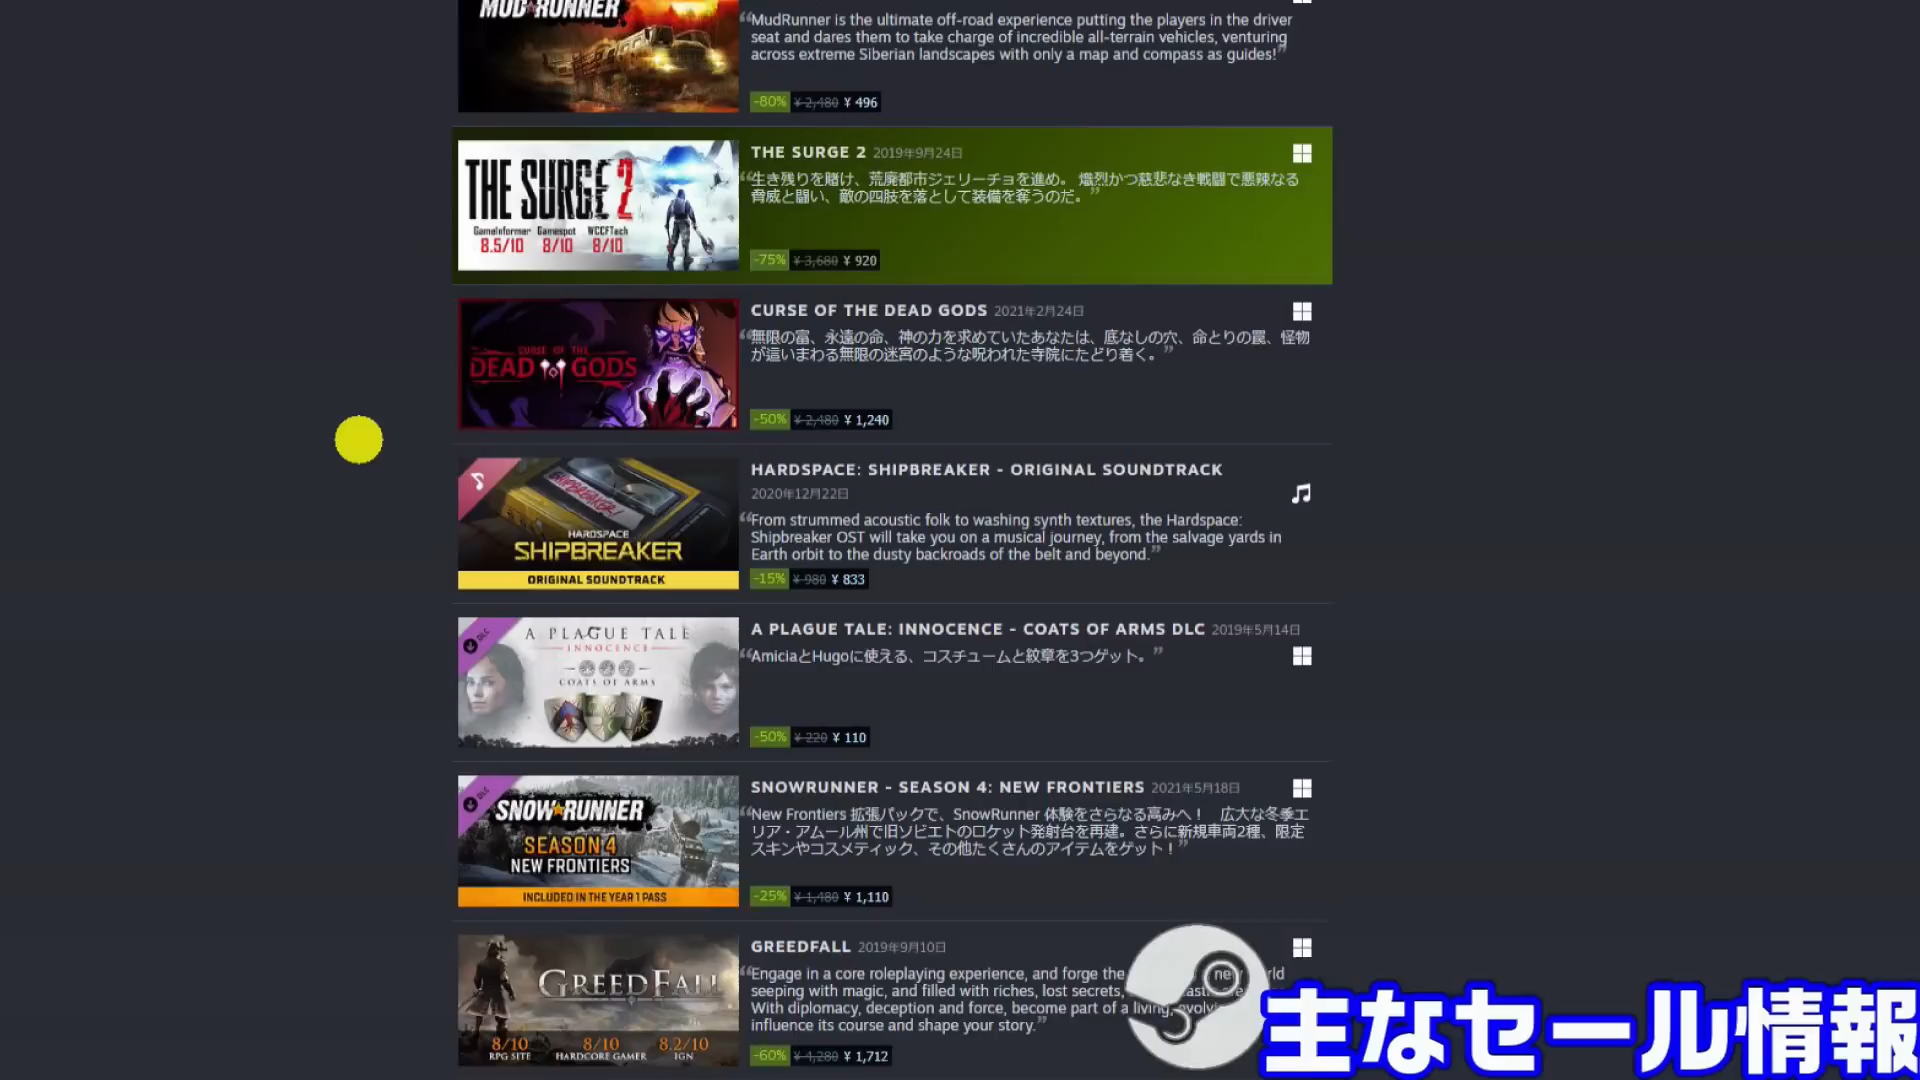 MUDRUNNER
MudRunner is the ultimate off-road experience putting the players in the driver
seat and dares them to take charge of incredible all-terrain vehicles, venturing
across extreme Siberian landscapes with only a map and compass as guides!
-80% ¥ 2,480 ¥ 496
THE SURGE 2
GameInformer Gamespot WCCFTech
8.5/10 8/10 8/10
THE SURGE 2 2019年9月24日
生き残りを賭け、荒廃都市ジェリーチョを進め。 熾烈かつ慈悲なき戦闘で悪辣なる
脅威と闘い、敵の四肢を落として装備を奪うのだ。
-75% ¥ 3,680 ¥ 920
CURSE OF THE
DEAD GODS
CURSE OF THE DEAD GODS 2021年2月24日
無限の富、永遠の命、神の力を求めていたあなたは、底なしの穴、命とりの罠、怪物
が這いまわる無限の迷宮のような呪われた寺院にたどり着く。
-50% ¥ 2,480 ¥ 1,240
SHIPBREAKER!
HARDSPACE
SHIPBREAKER
ORIGINAL SOUNDTRACK
HARDSPACE: SHIPBREAKER - ORIGINAL SOUNDTRACK
2020年12月22日
From strummed acoustic folk to washing synth textures, the Hardspace:
Shipbreaker OST will take you on a musical journey, from the salvage yards in
Earth orbit to the dusty backroads of the belt and beyond.
-15% ¥ 980 ¥ 833
DLC
A PLAGUE TALE
INNOCENCE
COATS OF ARMS
A PLAGUE TALE: INNOCENCE - COATS OF ARMS DLC 2019年5月14日
AmiciaとHugoに使える、コスチュームと紋章を3つゲット。
-50% ¥ 220 ¥ 110
DLC
SNOWRUNNER
SEASON 4
NEW FRONTIERS
INCLUDED IN THE YEAR 1 PASS
SNOWRUNNER - SEASON 4: NEW FRONTIERS 2021年5月18日
New Frontiers 拡張パックで、SnowRunner 体験をさらなる高みへ！ 広大な冬季エ
リア・アムール州で旧ソビエトのロケット発射台を再建。さらに新規車両2種、限定
スキンやコスメティック、その他たくさんのアイテムをゲット！
-25% ¥ 1,480 ¥ 1,110
GREEDFALL
8/10 8/10 8.2/10
RPG SITE HARDCORE GAMER IGN
GREEDFALL 2019年9月10日
Engage in a core roleplaying experience, and forge the
seeping with magic, and filled with riches, lost secrets,
With diplomacy, deception and force, become part of a living,
influence its course and shape your story.
-60% ¥ 4,280 ¥ 1,712
主なセール情報